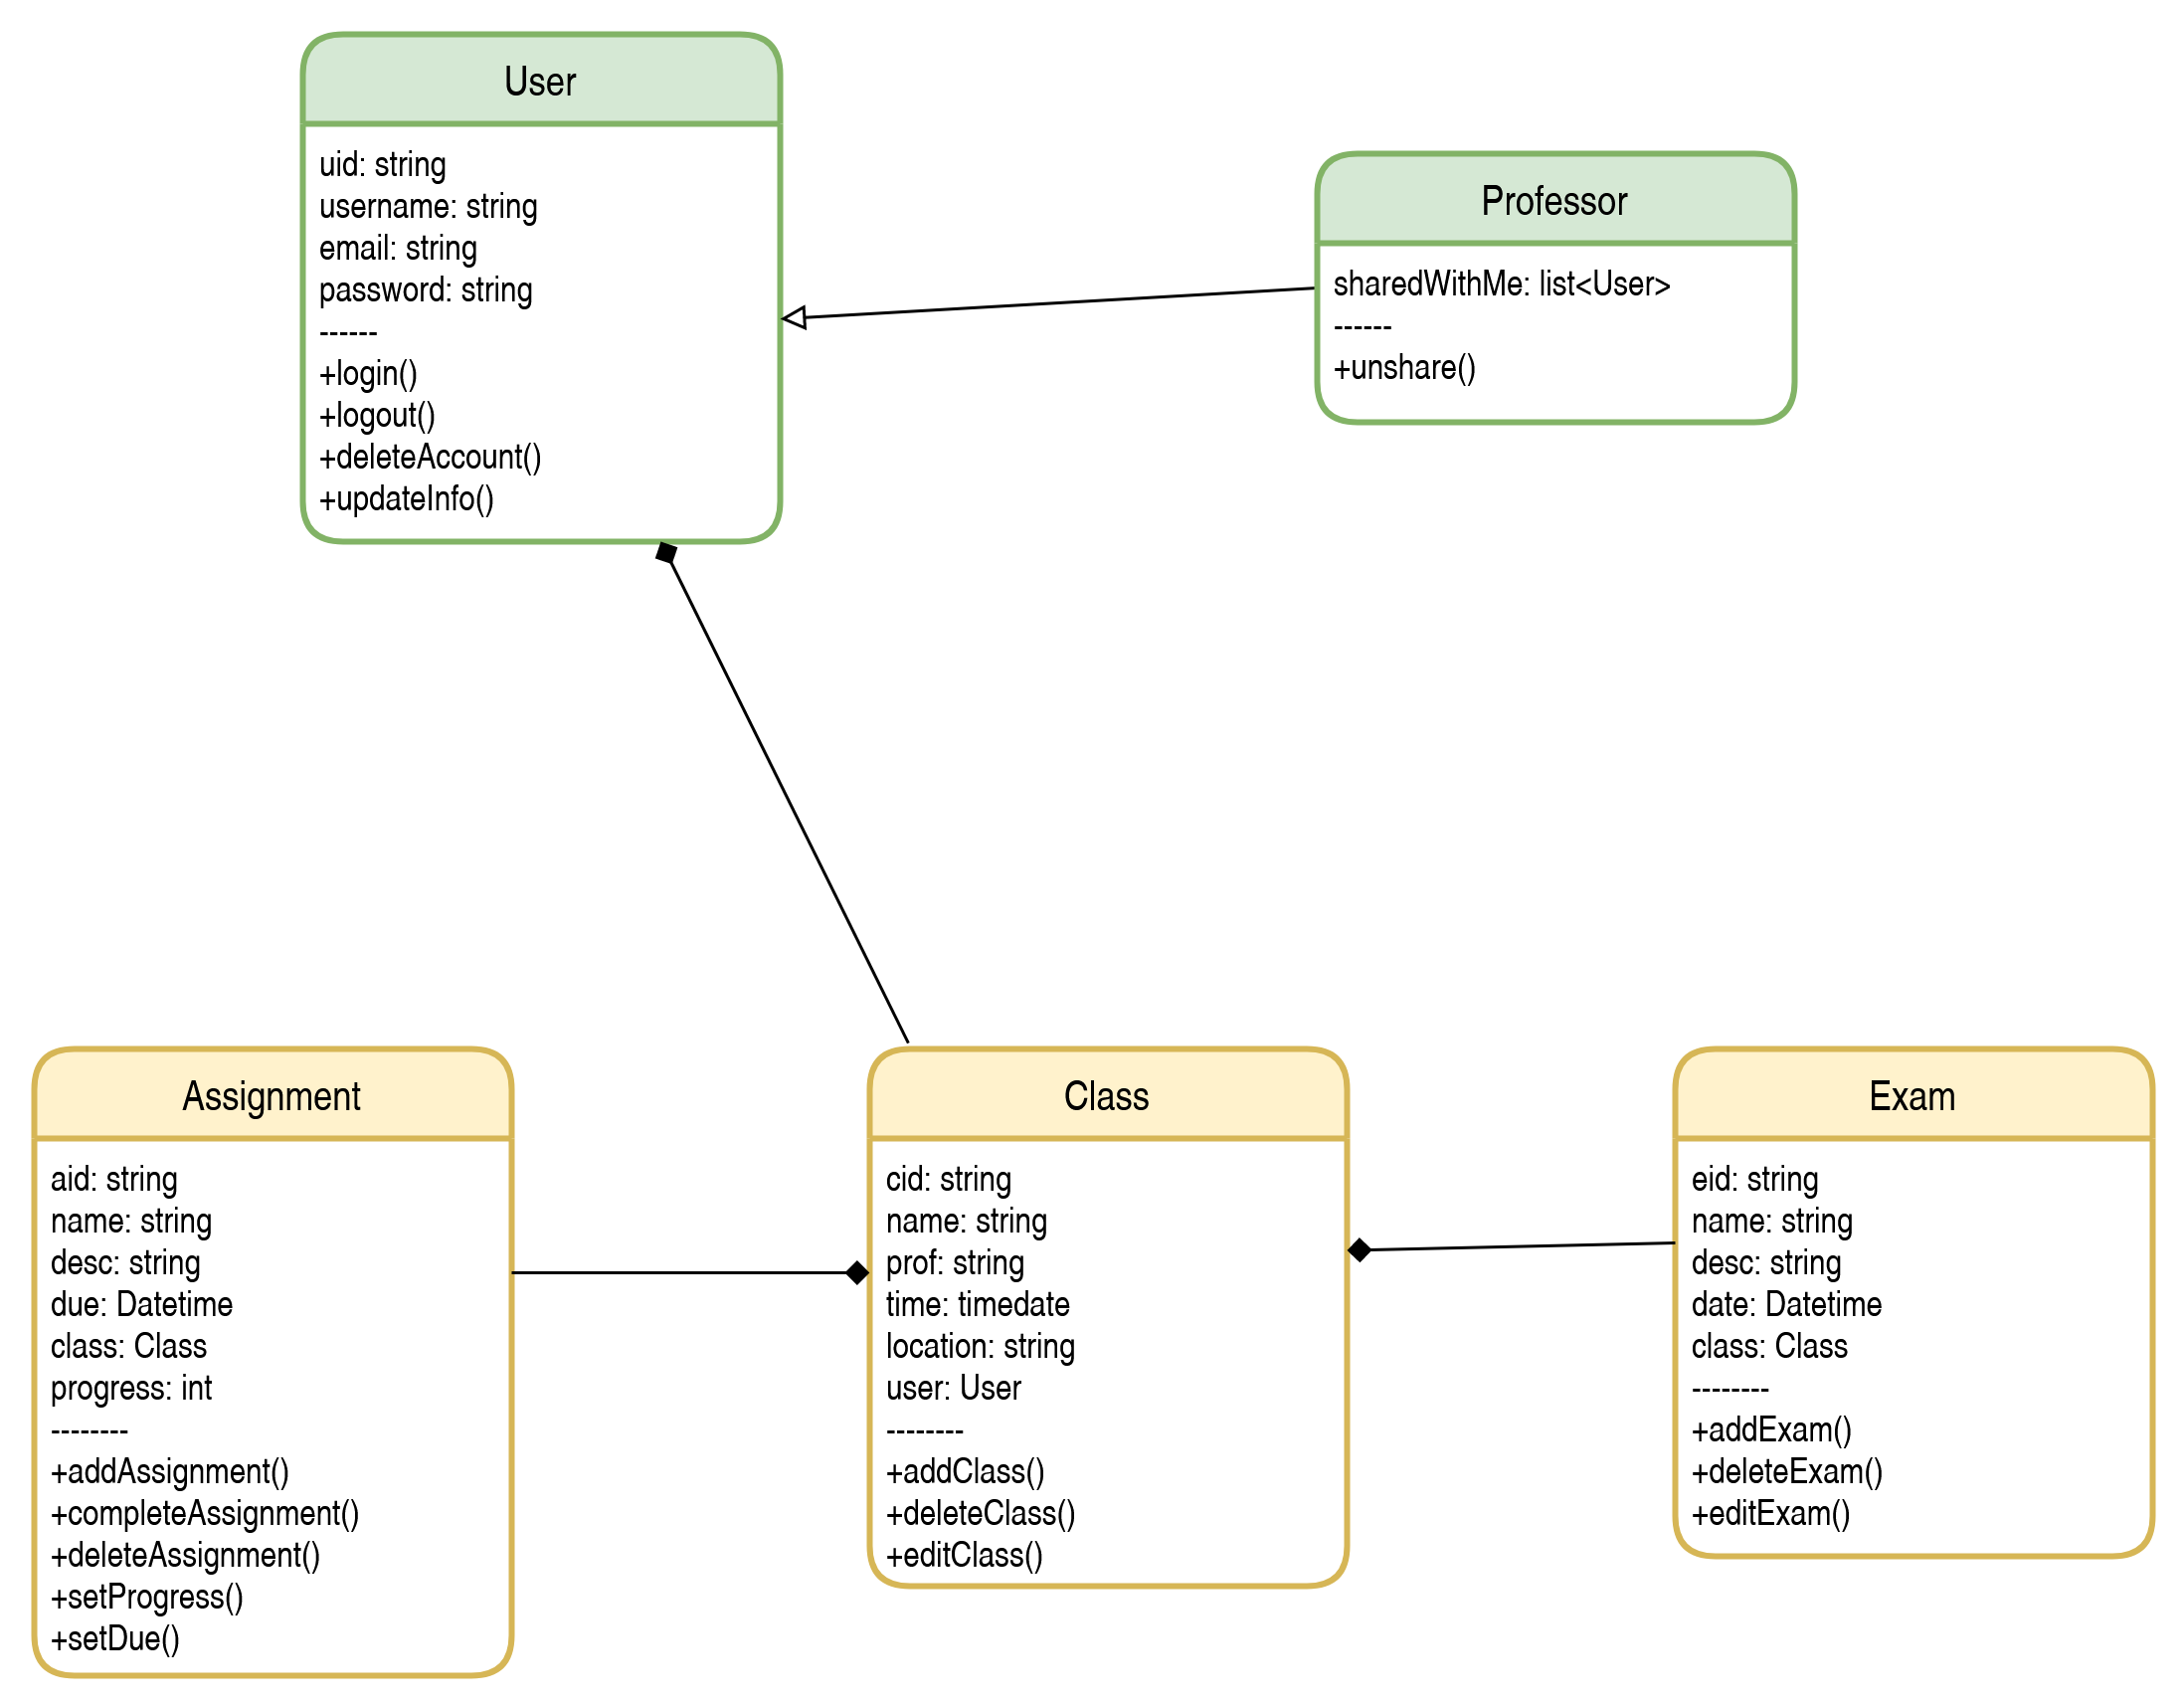 User
uid: string
username: string
email: string
password: string
------
+login()
+logout()
+deleteAccount()
+updateInfo()
Professor
sharedWithMe: list<User>
------
+unshare()
Assignment
aid: string
name: string
desc: string
due: Datetime
class: Class
progress: int
--------
+addAssignment()
+completeAssignment()
+deleteAssignment()
+setProgress()
+setDue()
Class
cid: string
name: string
prof: string
time: timedate
location: string
user: User
--------
+addClass()
+deleteClass()
+editClass()
Exam
eid: string
name: string
desc: string
date: Datetime
class: Class
--------
+addExam()
+deleteExam()
+editExam()